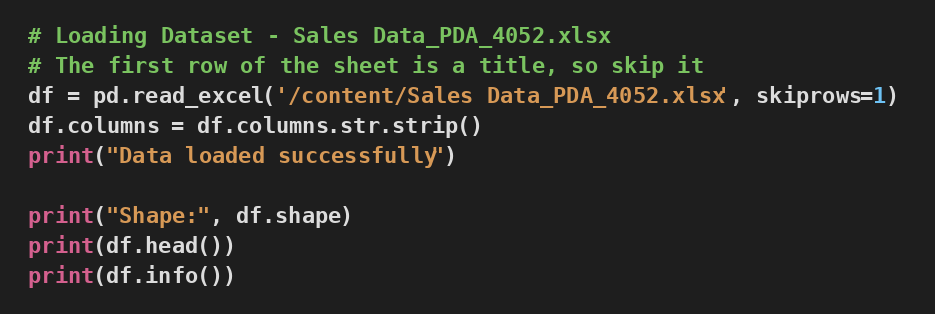 # Loading Dataset - Sales Data_PDA_4052.xlsx
# The first row of the sheet is a title, so skip it
df = pd.read_excel('/content/Sales Data_PDA_4052.xlsx', skiprows=1)
df.columns = df.columns.str.strip()
print("Data loaded successfully")
print("Shape:", df.shape)
print(df.head())
print(df.info())